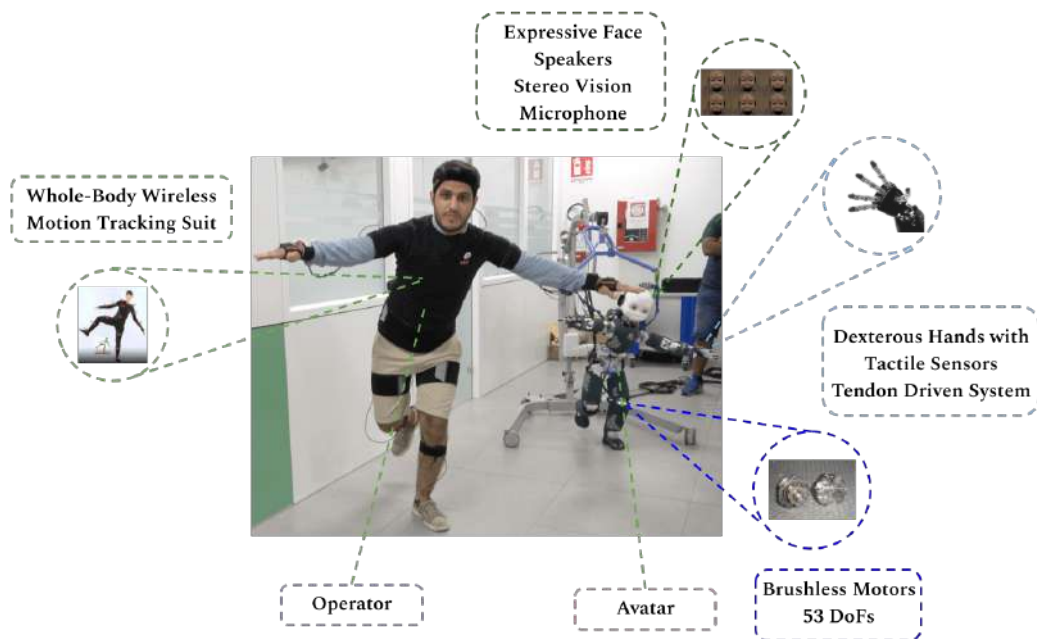 Expressive Face
Speakers
Stereo Vision
Microphone
Whole-Body Wireless
Motion Tracking Suit
Dexterous Hands with
Tactile Sensors
Tendon Driven System
Operator
Avatar
Brushless Motors
53 DoFs